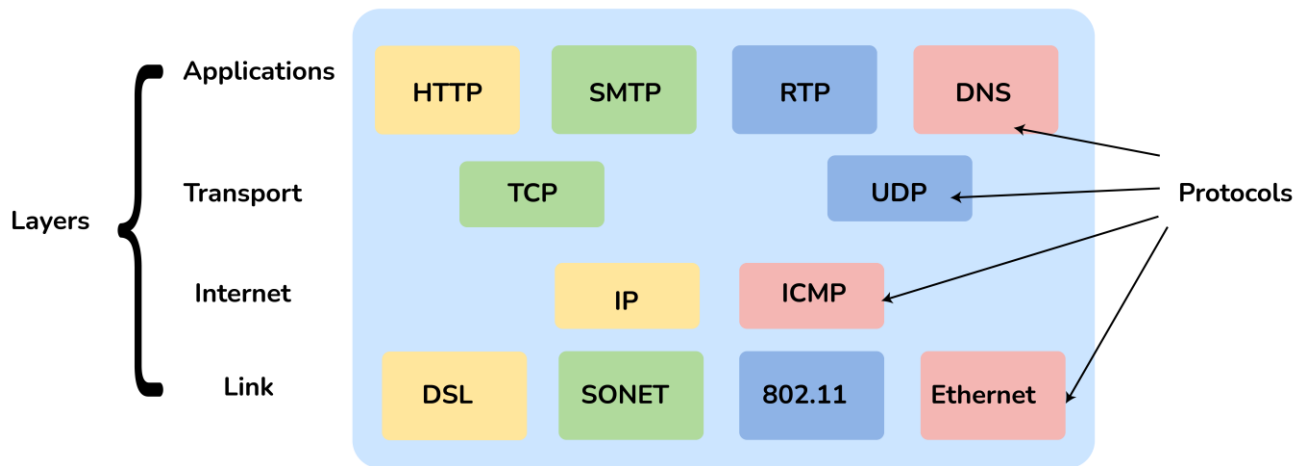 Applications
HTTP
SMTP
RTP
DNS
Transport
TCP
UDP
Protocols
Layers
Internet
IP
ICMP
Link
DSL
SONET
802.11
Ethernet